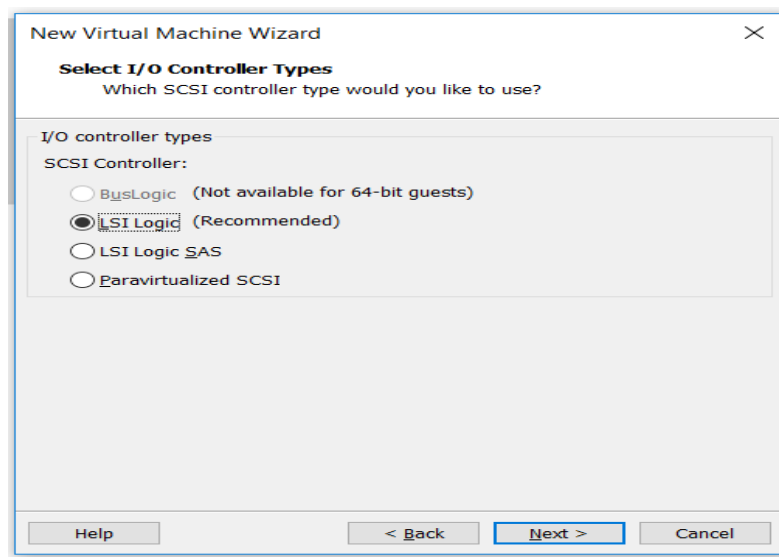 New Virtual Machine Wizard
Select I/O Controller Types
Which SCSI controller type would you like to use?
I/O controller types
SCSI Controller:
BusLogic (Not available for 64-bit guests)
LSI Logic (Recommended)
LSI Logic SAS
Paravirtualized SCSI
Help < Back Next > Cancel